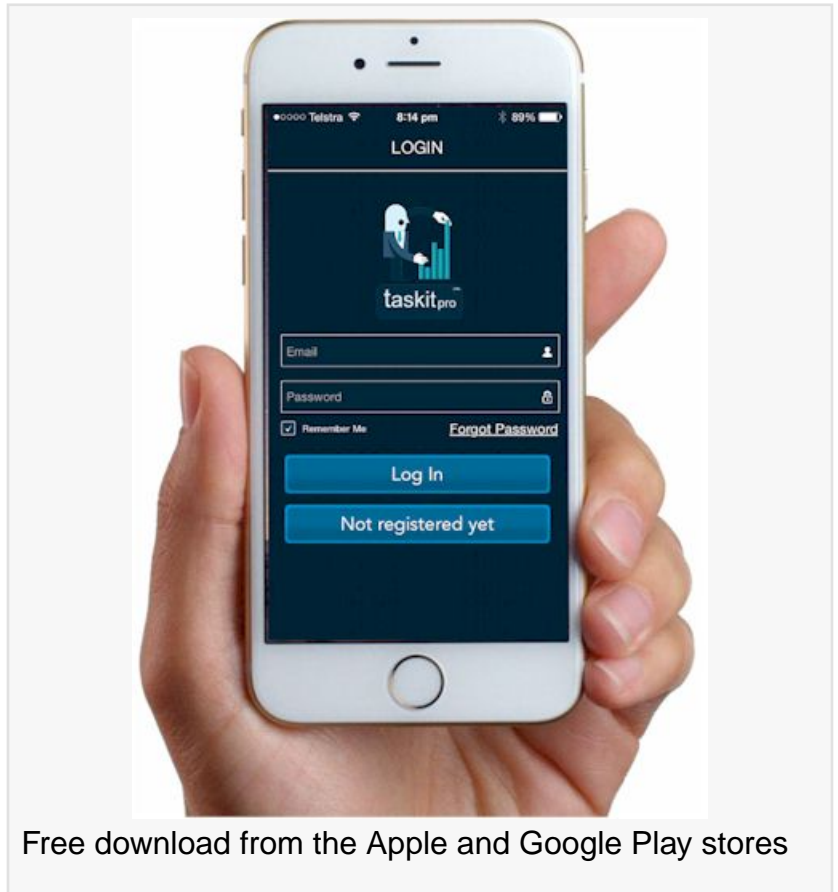 Telstra 8:14 pm 89%
LOGIN
taskitpro
Email
Password
Remember Me Forgot Password
Log In
Not registered yet
Free download from the Apple and Google Play stores